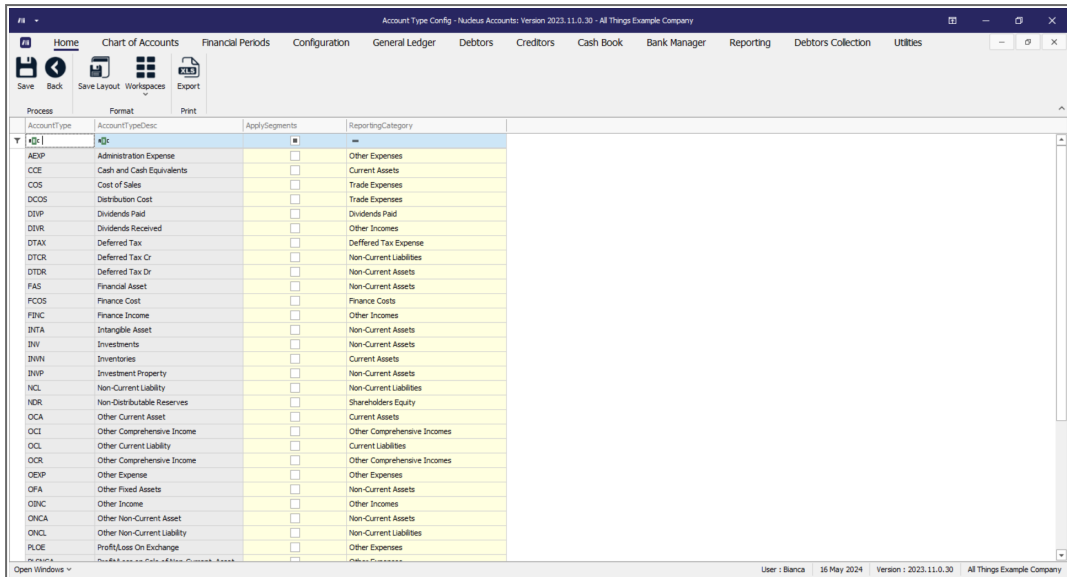 Account Type Config - Nucleus Accounts: Version 2023.11.0.30 - All Things Example Company
Home Chart of Accounts Financial Periods Configuration General Ledger Debtors Creditors Cash Book Bank Manager Reporting Debtors Collection Utilities
Save Back Save Layout Workspaces XLS Export
Process Format Print
AccountType AccountTypeDesc ApplySegments ReportingCategory
AEXP Administration Expense Other Expenses
CCE Cash and Cash Equivalents Current Assets
COS Cost of Sales Trade Expenses
DCOS Distribution Cost Trade Expenses
DIVP Dividends Paid Dividends Paid
DIVR Dividends Received Other Incomes
DTAX Deferred Tax Deffered Tax Expense
DTCR Deferred Tax Cr Non-Current Liabilities
DTDR Deferred Tax Dr Non-Current Assets
FAS Financial Asset Non-Current Assets
FCOS Finance Cost Finance Costs
FINC Finance Income Other Incomes
INTA Intangible Asset Non-Current Assets
INV Investments Non-Current Assets
INVN Inventories Current Assets
INVP Investment Property Non-Current Assets
NCL Non-Current Liability Non-Current Liabilities
NDR Non-Distributable Reserves Shareholders Equity
OCA Other Current Asset Current Assets
OCI Other Comprehensive Income Other Comprehensive Incomes
OCL Other Current Liability Current Liabilities
OCR Other Comprehensive Income Other Comprehensive Incomes
OEXP Other Expense Other Expenses
OFA Other Fixed Assets Non-Current Assets
OINC Other Income Other Incomes
ONCA Other Non-Current Asset Non-Current Assets
ONCL Other Non-Current Liability Non-Current Liabilities
PLOE Profit/Loss On Exchange Other Expenses
Profit/Loss on Sale of Non-Current Asset Other Expenses
Open Windows User : Bianca 16 May 2024 Version : 2023.11.0.30 All Things Example Company